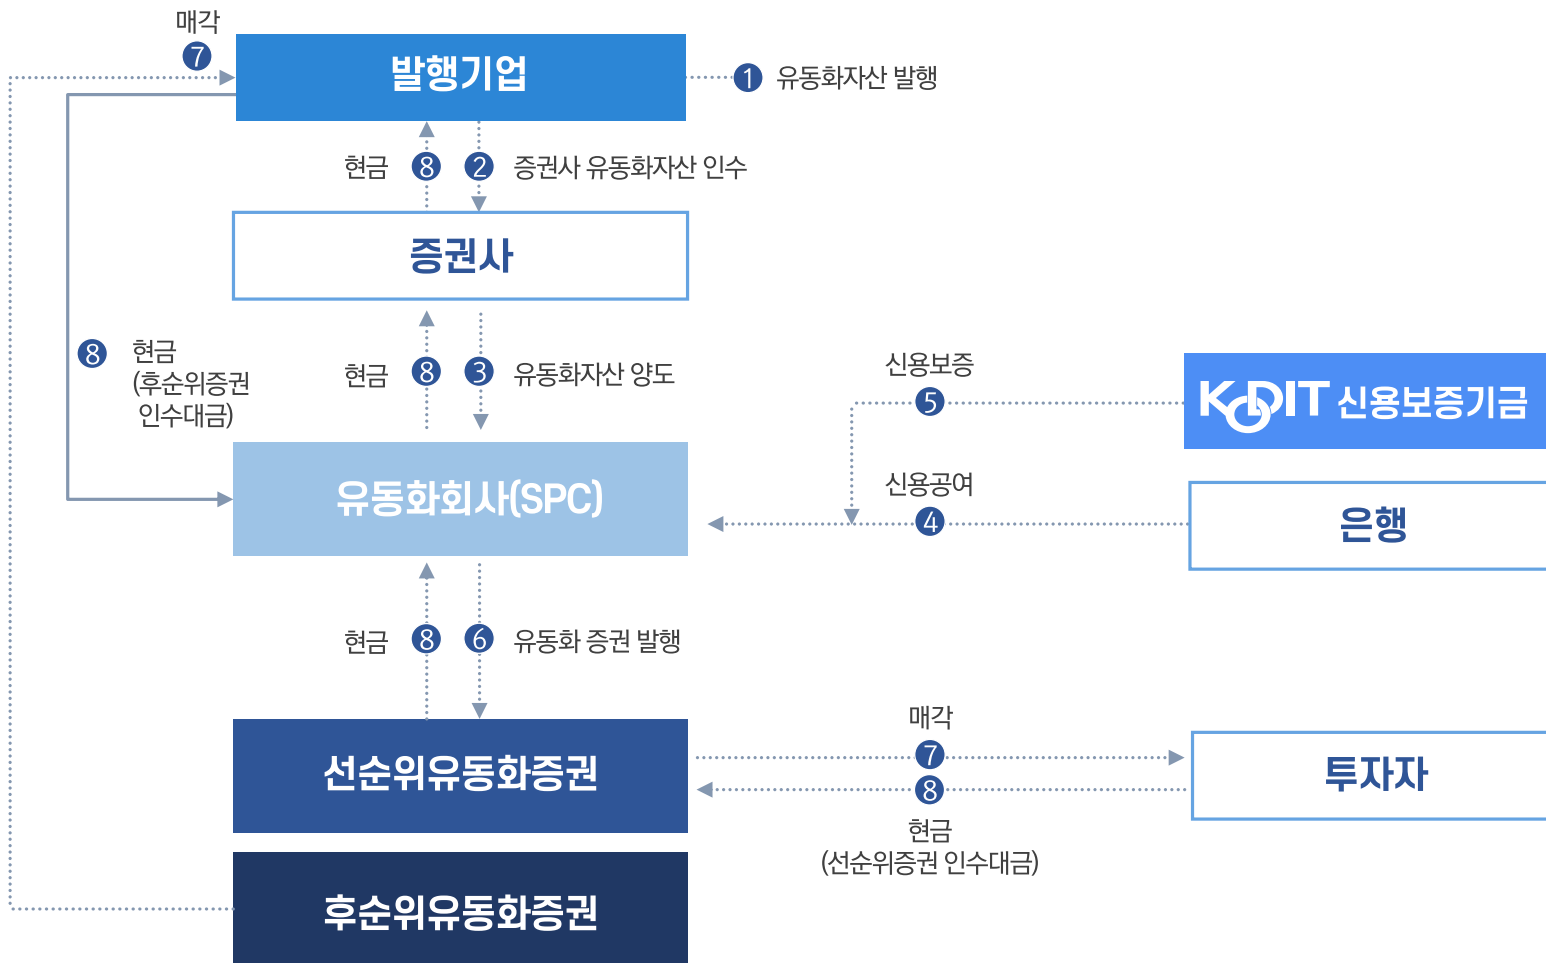 매각
7
발행기업
1 유동화자산 발행
현금 8 2 증권사 유동화자산 인수
증권사
8 현금
(후순위증권
인수대금)
현금 8 3 유동화자산 양도
신용보증
5
KODIT 신용보증기금
유동화회사(SPC)
신용공여
4
은행
현금 8 6 유동화 증권 발행
선순위유동화증권
매각
7
8
현금
(선순위증권 인수대금)
투자자
후순위유동화증권